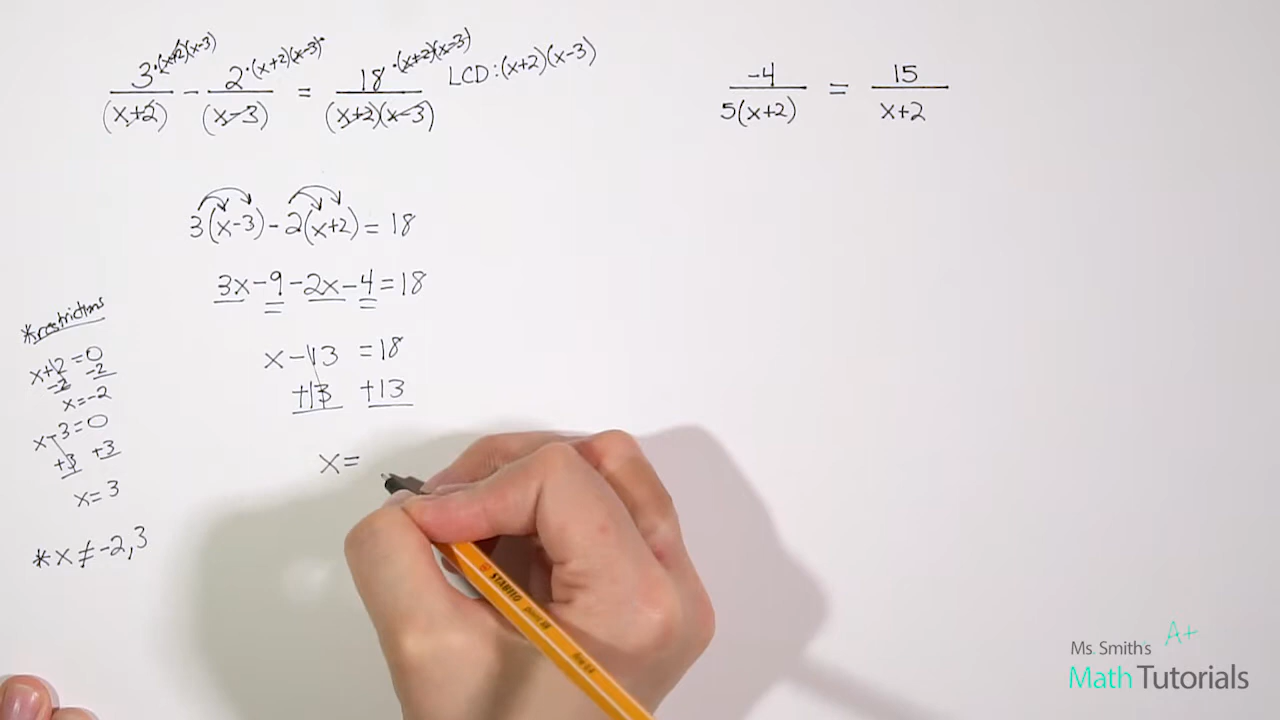 3·(x+2)(x-3) / (x+2) - 2·(x+2)(x-3) / (x-3) = 18·(x+2)(x-3) / (x+2)(x-3)
LCD: (x+2)(x-3)
3(x-3) - 2(x+2) = 18
3x - 9 - 2x - 4 = 18
x - 13 = 18
+13 +13
x =
*restrictions
x+2 = 0
-2 -2
x = -2
x-3 = 0
+3 +3
x = 3
* x ≠ -2, 3
-4 / 5(x+2) = 15 / x+2
STABILO
point 88
Ms. Smith's A+
Math Tutorials